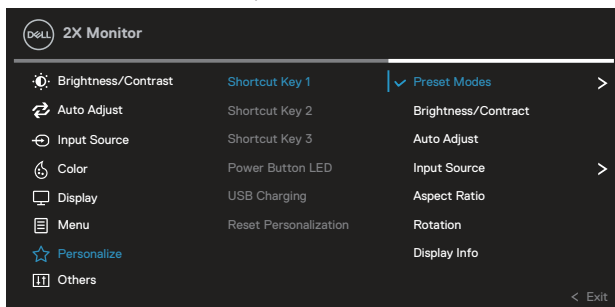 DELL 2X Monitor
Brightness/Contrast Shortcut Key 1 Preset Modes >
Auto Adjust Shortcut Key 2 Brightness/Contract
Input Source Shortcut Key 3 Auto Adjust
Color Power Button LED Input Source >
Display USB Charging Aspect Ratio
Menu Reset Personalization Rotation
Personalize Display Info
Others
< Exit